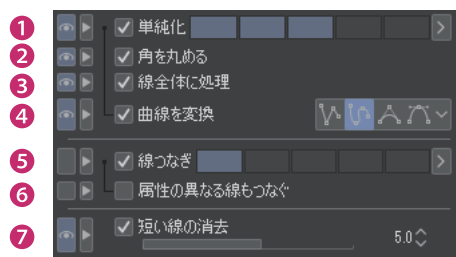 1 単純化
2 角を丸める
3 線全体に処理
4 曲線を変換
5 線つなぎ
6 属性の異なる線もつなぐ
7 短い線の消去 5.0